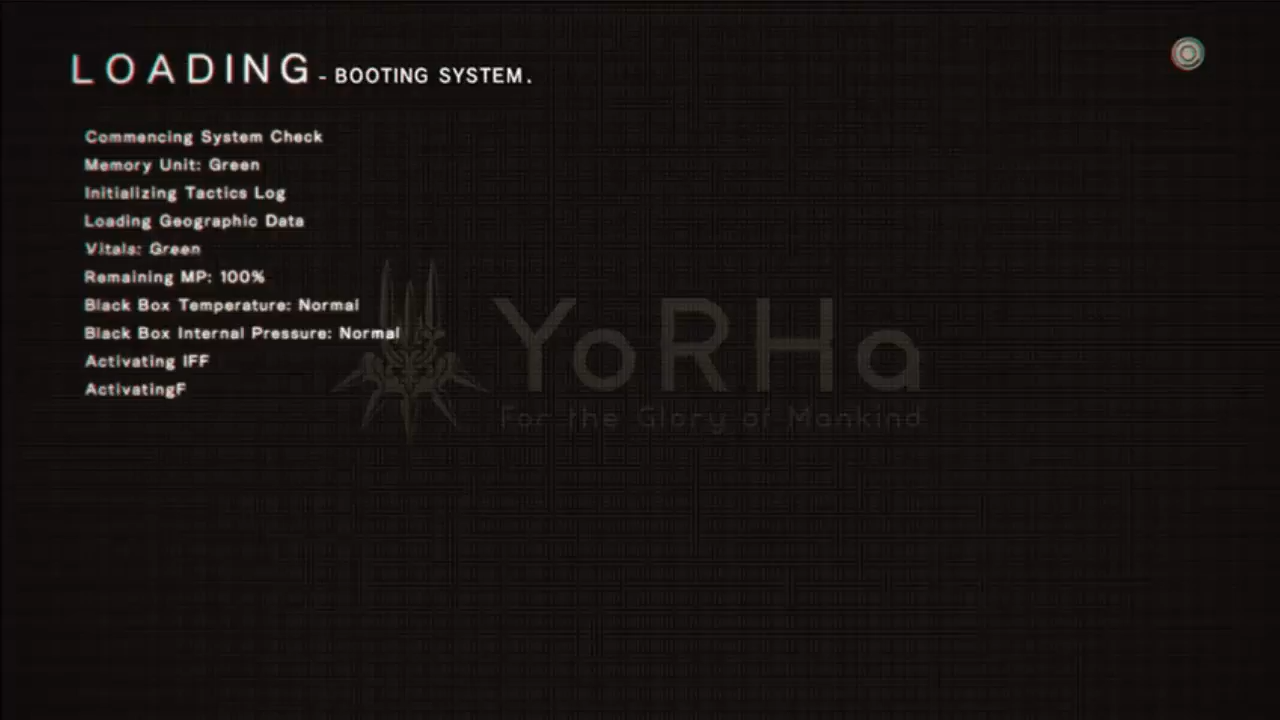 LOADING - BOOTING SYSTEM.
Commencing System Check
Memory Unit: Green
Initializing Tactics Log
Loading Geographic Data
Vitals: Green
Remaining MP: 100%
Black Box Temperature: Normal
Black Box Internal Pressure: Normal
Activating IFF
ActivatingF
YoRHa
For the Glory of Mankind